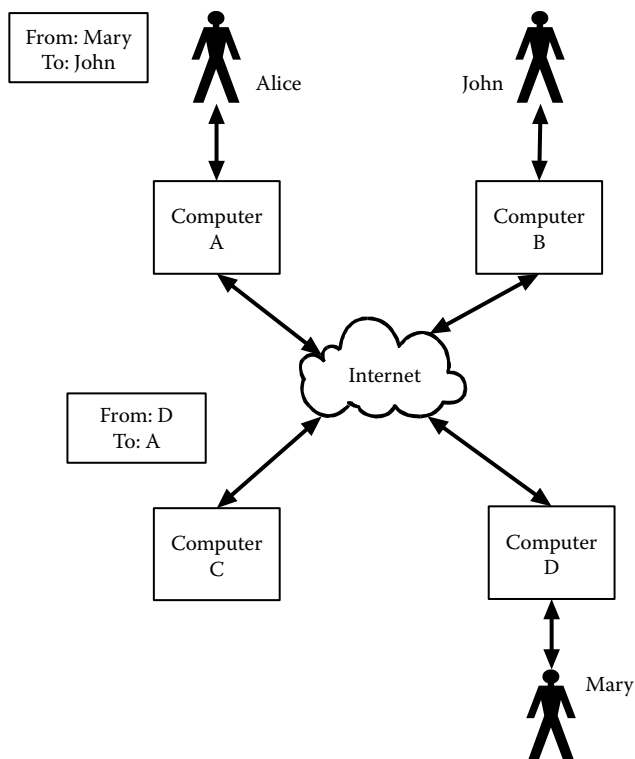 From: Mary
To: John
Alice
John
Computer
A
Computer
B
Internet
From: D
To: A
Computer
C
Computer
D
Mary